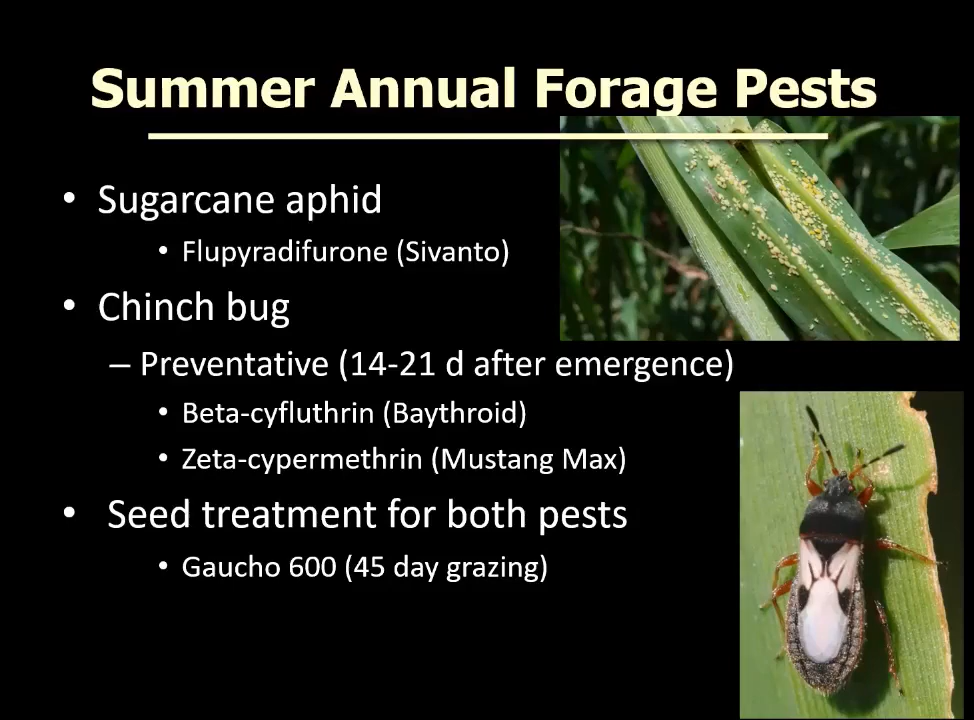 Summer Annual Forage Pests
• Sugarcane aphid
• Flupyradifurone (Sivanto)
• Chinch bug
– Preventative (14-21 d after emergence)
• Beta-cyfluthrin (Baythroid)
• Zeta-cypermethrin (Mustang Max)
• Seed treatment for both pests
• Gaucho 600 (45 day grazing)